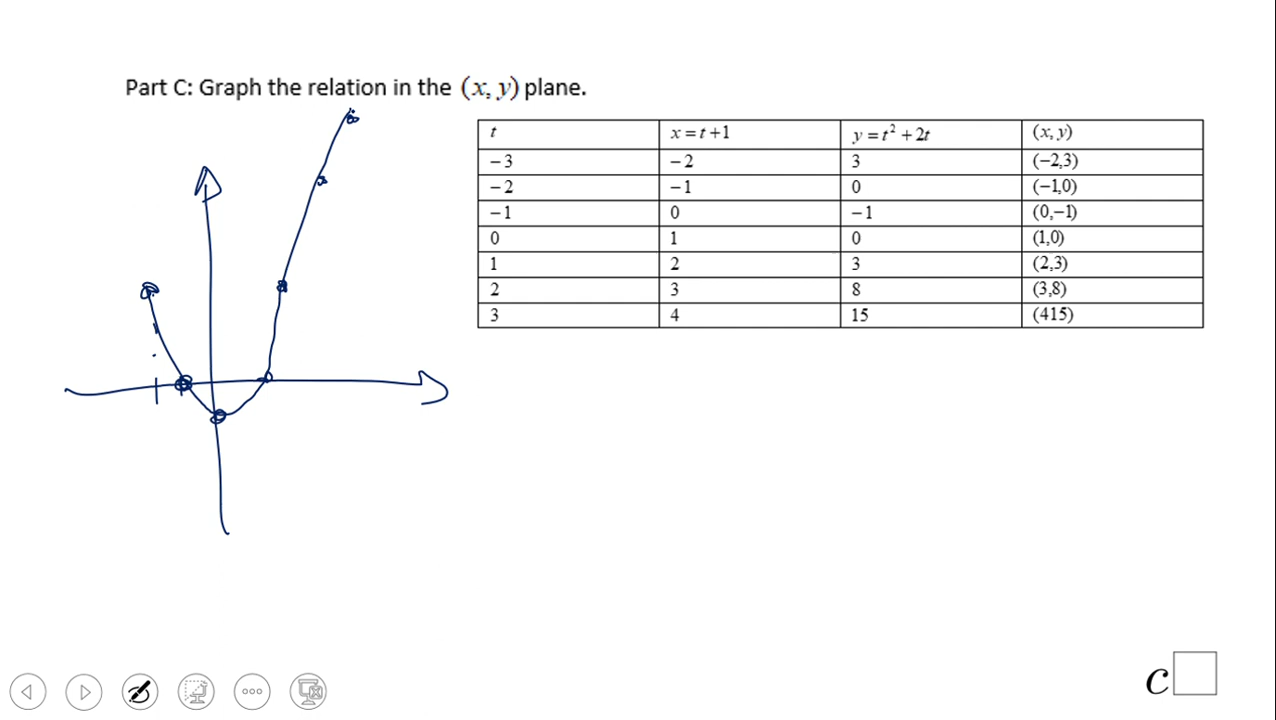 Part C: Graph the relation in the (x, y) plane.
t x = t + 1 y = t² + 2t (x, y)
−3 −2 3 (−2,3)
−2 −1 0 (−1,0)
−1 0 −1 (0,−1)
0 1 0 (1,0)
1 2 3 (2,3)
2 3 8 (3,8)
3 4 15 (415)
c